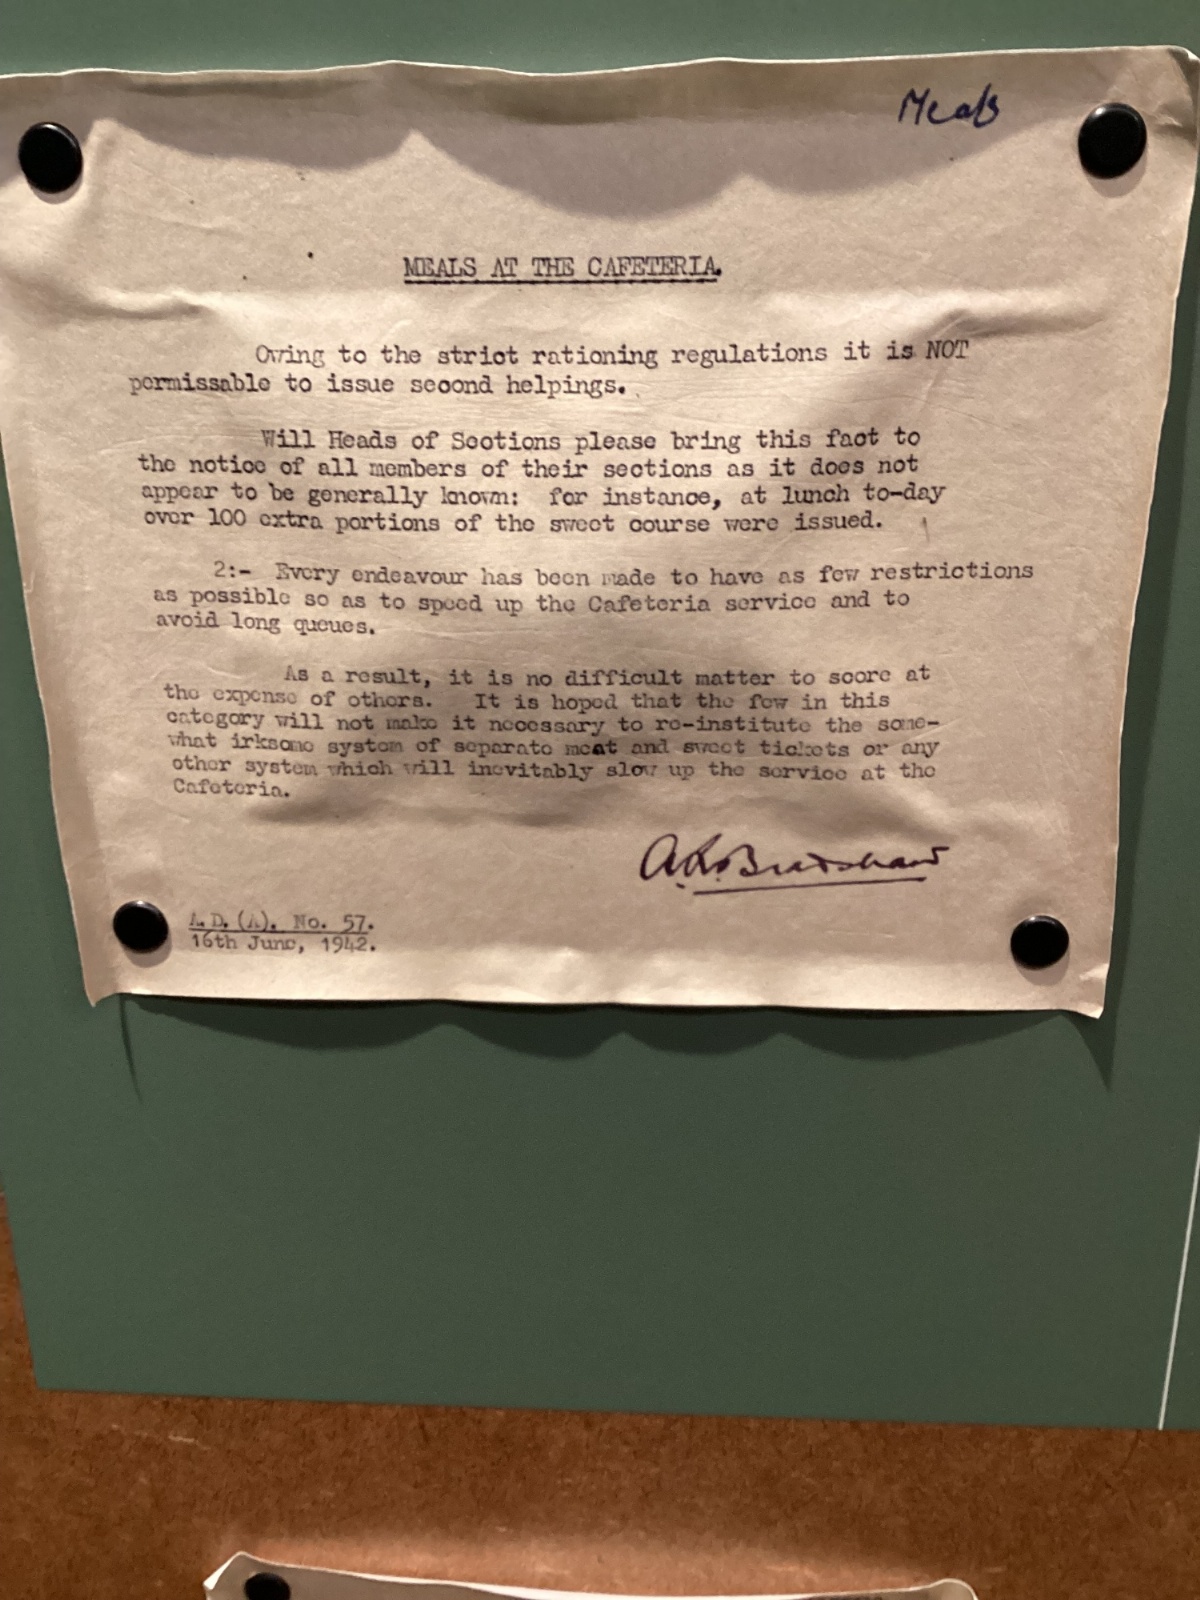 Meals
MEALS AT THE CAFETERIA.
Owing to the strict rationing regulations it is NOT
permissable to issue second helpings.
Will Heads of Sections please bring this fact to
the notice of all members of their sections as it does not
appear to be generally known: for instance, at lunch to-day
over 100 extra portions of the sweet course were issued.
2:- Every endeavour has been made to have as few restrictions
as possible so as to speed up the Cafeteria service and to
avoid long queues.
As a result, it is no difficult matter to score at
the expense of others. It is hoped that the few in this
category will not make it necessary to re-institute the some-
what irksome system of separate meat and sweet tickets or any
other system which will inevitably slow up the service at the
Cafeteria.
A.R. Bradshaw
A.D.(A). No. 57.
16th June, 1942.